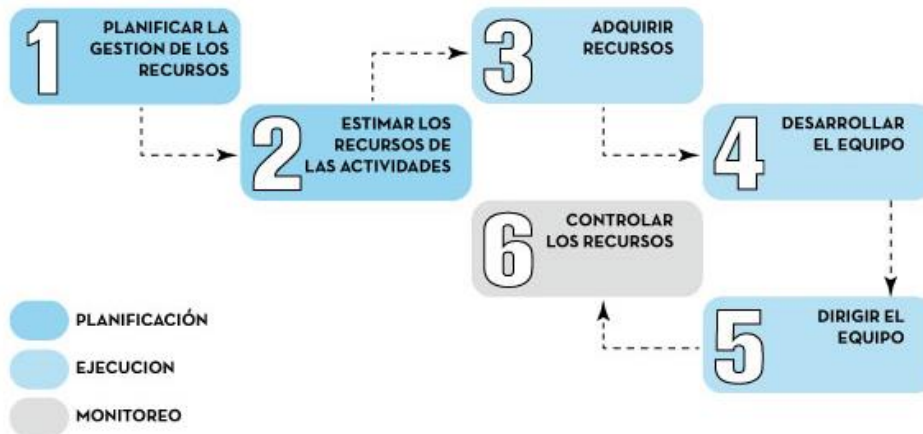 1
PLANIFICAR LA
GESTION DE LOS
RECURSOS
2
ESTIMAR LOS
RECURSOS DE
LAS ACTIVIDADES
3
ADQUIRIR
RECURSOS
4
DESARROLLAR
EL EQUIPO
5
DIRIGIR EL
EQUIPO
6
CONTROLAR
LOS RECURSOS
PLANIFICACIÓN
EJECUCION
MONITOREO